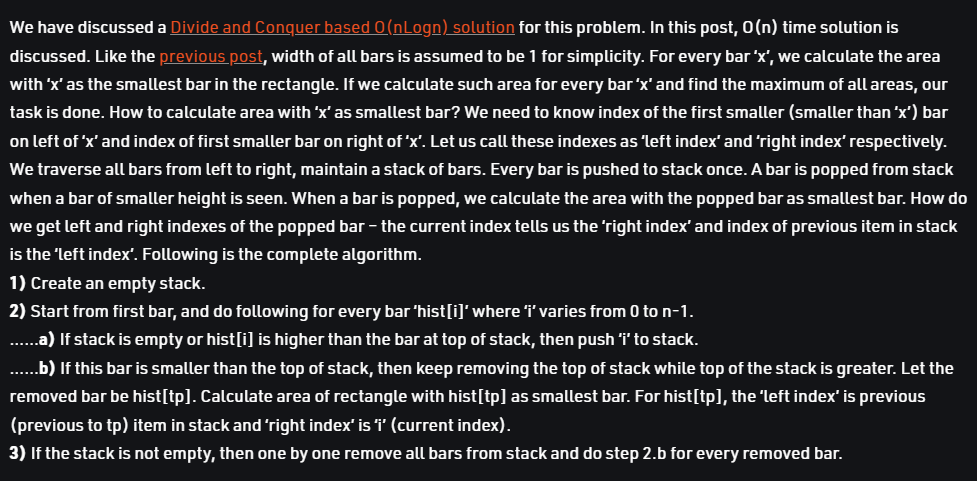 We have discussed a Divide and Conquer based O(nLogn) solution for this problem. In this post, O(n) time solution is
discussed. Like the previous post, width of all bars is assumed to be 1 for simplicity. For every bar ‘x’, we calculate the area
with ‘x’ as the smallest bar in the rectangle. If we calculate such area for every bar ‘x’ and find the maximum of all areas, our
task is done. How to calculate area with ‘x’ as smallest bar? We need to know index of the first smaller (smaller than ‘x’) bar
on left of ‘x’ and index of first smaller bar on right of ‘x’. Let us call these indexes as ‘left index’ and ‘right index’ respectively.
We traverse all bars from left to right, maintain a stack of bars. Every bar is pushed to stack once. A bar is popped from stack
when a bar of smaller height is seen. When a bar is popped, we calculate the area with the popped bar as smallest bar. How do
we get left and right indexes of the popped bar – the current index tells us the ‘right index’ and index of previous item in stack
is the ‘left index’. Following is the complete algorithm.
1) Create an empty stack.
2) Start from first bar, and do following for every bar ‘hist[i]’ where ‘i’ varies from 0 to n-1.
......a) If stack is empty or hist[i] is higher than the bar at top of stack, then push ‘i’ to stack.
......b) If this bar is smaller than the top of stack, then keep removing the top of stack while top of the stack is greater. Let the
removed bar be hist[tp]. Calculate area of rectangle with hist[tp] as smallest bar. For hist[tp], the ‘left index’ is previous
(previous to tp) item in stack and ‘right index’ is ‘i’ (current index).
3) If the stack is not empty, then one by one remove all bars from stack and do step 2.b for every removed bar.